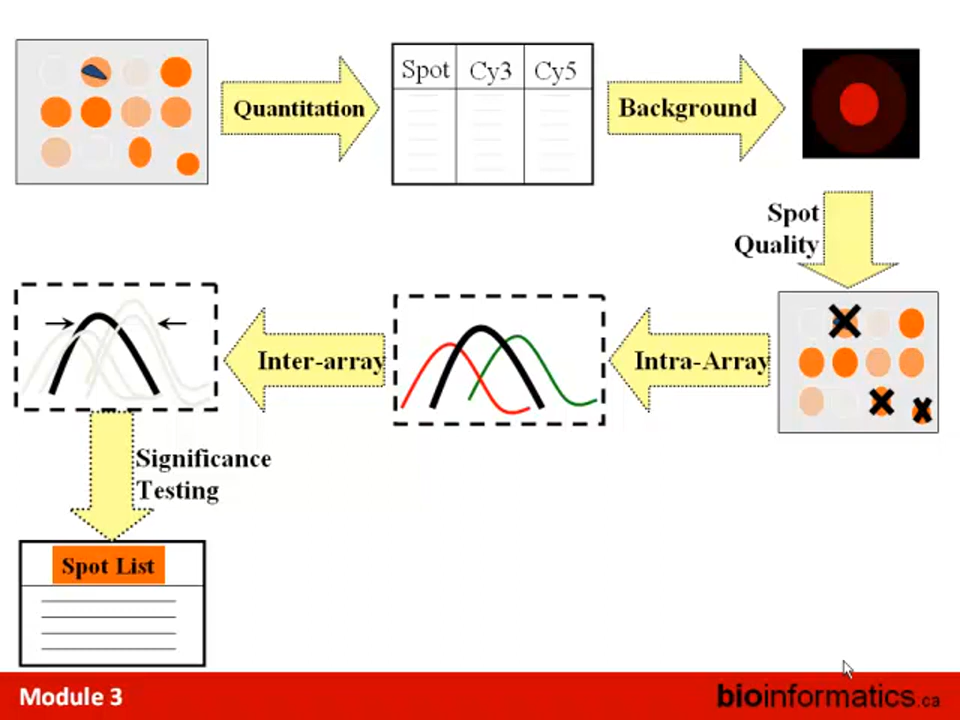 Quantitation
Spot Cy3 Cy5
Background
Spot
Quality
Intra-Array
Inter-array
Significance
Testing
Spot List
Module 3
bioinformatics.ca